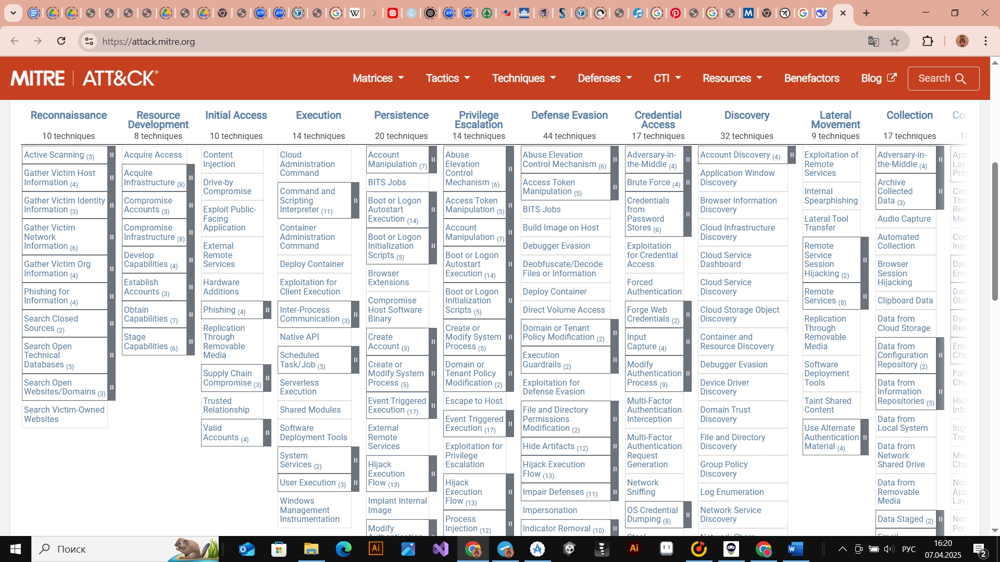 https://attack.mitre.org
MITRE | ATT&CK®
Matrices
Tactics
Techniques
Defenses
CTI
Resources
Benefactors
Blog
Search
Reconnaissance
10 techniques
Active Scanning (3)
Gather Victim Host
Information (4)
Gather Victim Identity
Information (3)
Gather Victim
Network
Information (6)
Gather Victim Org
Information (4)
Phishing for
Information (4)
Search Closed
Sources (2)
Search Open
Technical
Databases (5)
Search Open
Websites/Domains (3)
Search Victim-Owned
Websites
Resource
Development
8 techniques
Acquire Access
Acquire
Infrastructure (8)
Compromise
Accounts (3)
Compromise
Infrastructure (8)
Develop
Capabilities (4)
Establish
Accounts (3)
Obtain
Capabilities (7)
Stage
Capabilities (6)
Initial Access
10 techniques
Content
Injection
Drive-by
Compromise
Exploit Public-
Facing
Application
External
Remote
Services
Hardware
Additions
Phishing (4)
Replication
Through
Removable
Media
Supply Chain
Compromise (3)
Trusted
Relationship
Valid
Accounts (4)
Execution
14 techniques
Cloud
Administration
Command
Command and
Scripting
Interpreter (11)
Container
Administration
Command
Deploy Container
Exploitation for
Client Execution
Inter-Process
Communication (3)
Native API
Scheduled
Task/Job (5)
Serverless
Execution
Shared Modules
Software
Deployment Tools
System
Services (2)
User Execution (3)
Windows
Management
Instrumentation
Persistence
20 techniques
Account
Manipulation (7)
BITS Jobs
Boot or Logon
Autostart
Execution (14)
Boot or Logon
Initialization
Scripts (5)
Browser
Extensions
Compromise
Host Software
Binary
Create
Account (3)
Create or
Modify System
Process (5)
Event Triggered
Execution (17)
External
Remote
Services
Hijack
Execution
Flow (13)
Implant Internal
Image
Modify
Privilege
Escalation
14 techniques
Abuse
Elevation
Control
Mechanism (6)
Access Token
Manipulation (5)
Account
Manipulation (7)
Boot or Logon
Autostart
Execution (14)
Boot or Logon
Initialization
Scripts (5)
Create or
Modify System
Process (5)
Domain or
Tenant Policy
Modification (2)
Escape to Host
Event Triggered
Execution (17)
Exploitation for
Privilege
Escalation
Hijack
Execution
Flow (13)
Process
Injection (12)
Defense Evasion
44 techniques
Abuse Elevation
Control Mechanism (6)
Access Token
Manipulation (5)
BITS Jobs
Build Image on Host
Debugger Evasion
Deobfuscate/Decode
Files or Information
Deploy Container
Direct Volume Access
Domain or Tenant
Policy Modification (2)
Execution
Guardrails (2)
Exploitation for
Defense Evasion
File and Directory
Permissions
Modification (2)
Hide Artifacts (12)
Hijack Execution
Flow (13)
Impair Defenses (11)
Impersonation
Indicator Removal (10)
Credential
Access
17 techniques
Adversary-in-
the-Middle (4)
Brute Force (4)
Credentials
from
Password
Stores (6)
Exploitation
for Credential
Access
Forced
Authentication
Forge Web
Credentials (2)
Input
Capture (4)
Modify
Authentication
Process (9)
Multi-Factor
Authentication
Interception
Multi-Factor
Authentication
Request
Generation
Network
Sniffing
OS Credential
Dumping (8)
Discovery
32 techniques
Account Discovery (4)
Application Window
Discovery
Browser Information
Discovery
Cloud Infrastructure
Discovery
Cloud Service
Dashboard
Cloud Service
Discovery
Cloud Storage Object
Discovery
Container and
Resource Discovery
Debugger Evasion
Device Driver
Discovery
Domain Trust
Discovery
File and Directory
Discovery
Group Policy
Discovery
Log Enumeration
Network Service
Discovery
Lateral
Movement
9 techniques
Exploitation of
Remote
Services
Internal
Spearphishing
Lateral Tool
Transfer
Remote
Service
Session
Hijacking (2)
Remote
Services (8)
Replication
Through
Removable
Media
Software
Deployment
Tools
Taint Shared
Content
Use Alternate
Authentication
Material (4)
Collection
17 techniques
Adversary-in-
the-Middle (4)
Archive
Collected
Data (3)
Audio Capture
Automated
Collection
Browser
Session
Hijacking
Clipboard Data
Data from
Cloud Storage
Data from
Configuration
Repository (2)
Data from
Information
Repositories (5)
Data from
Local System
Data from
Network
Shared Drive
Data from
Removable
Media
Data Staged (2)
Поиск
РУС
16:20
07.04.2025
2